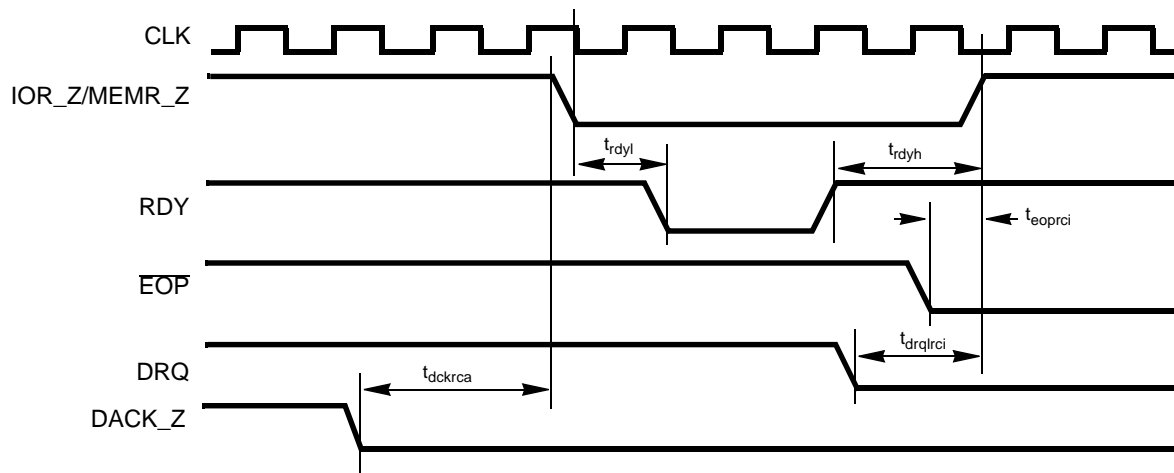 CLK
IOR_Z/MEMR_Z
t_rdyl
t_rdyh
RDY
t_eoprci
EOP
t_drqlrci
DRQ
t_dckrca
DACK_Z